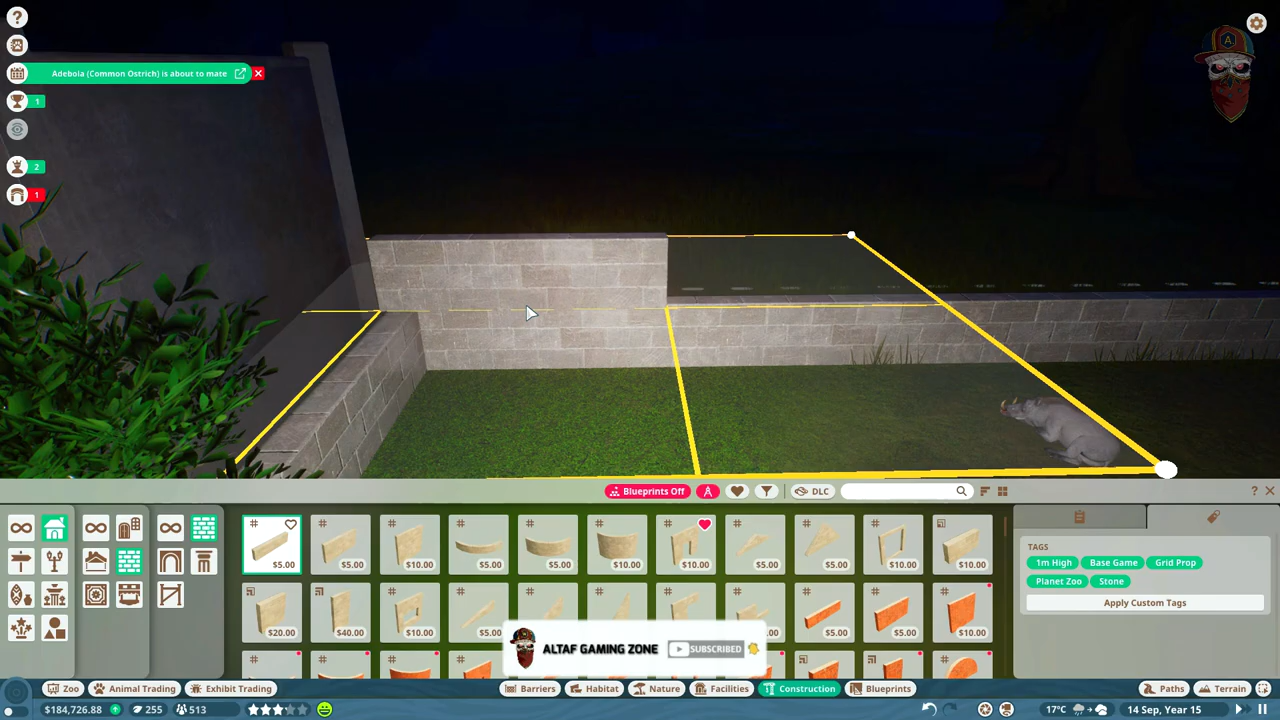 ?
Adebola (Common Ostrich) is about to mate
1
2
1
A
Blueprints Off
DLC
?
$5.00 $5.00 $10.00 $5.00 $5.00 $10.00 $10.00 $5.00 $5.00 $10.00 $10.00
$20.00 $40.00 $10.00 $5.00 $5.00 $5.00 $10.00
TAGS
1m High Base Game Grid Prop
Planet Zoo Stone
Apply Custom Tags
ALTAF GAMING ZONE SUBSCRIBED
Zoo Animal Trading Exhibit Trading Barriers Habitat Nature Facilities Construction Blueprints Paths Terrain
$184,726.88 255 513 17°C 14 Sep, Year 15